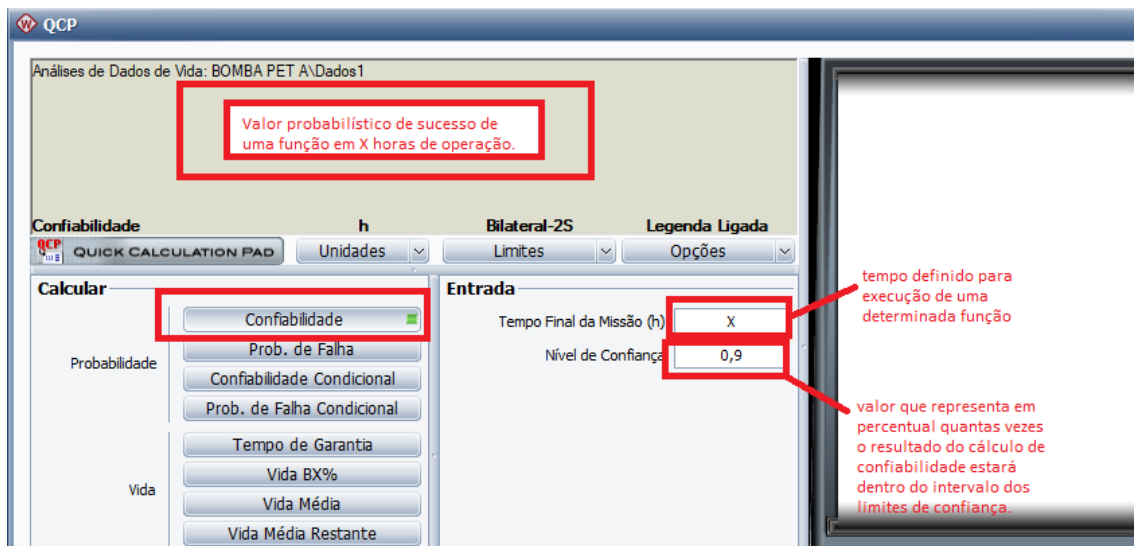 QCP
Análises de Dados de Vida: BOMBA PET A\Dados1
Valor probabilístico de sucesso de
uma função em X horas de operação.
Confiabilidade h Bilateral-2S Legenda Ligada
QCP QUICK CALCULATION PAD Unidades Limites Opções
Calcular
Probabilidade
Confiabilidade
Prob. de Falha
Confiabilidade Condicional
Prob. de Falha Condicional
Vida
Tempo de Garantia
Vida BX%
Vida Média
Vida Média Restante
Entrada
Tempo Final da Missão (h) X
Nível de Confiança 0,9
tempo definido para
execução de uma
determinada função
valor que representa em
percentual quantas vezes
o resultado do cálculo de
confiabilidade estará
dentro do intervalo dos
limites de confiança.